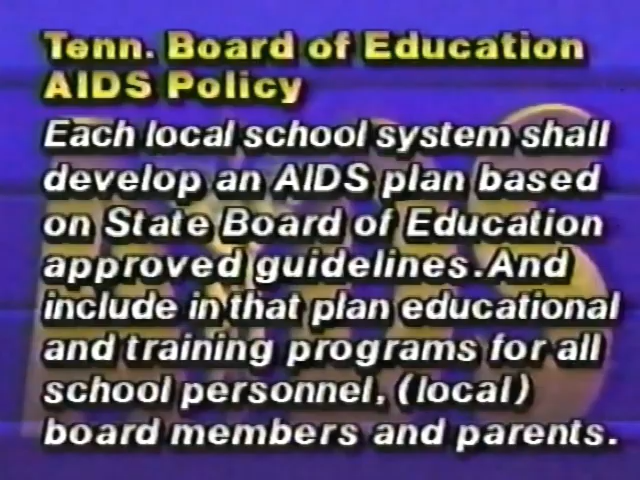 Tenn. Board of Education
AIDS Policy
Each local school system shall
develop an AIDS plan based
on State Board of Education
approved guidelines. And
include in that plan educational
and training programs for all
school personnel, (local)
board members and parents.